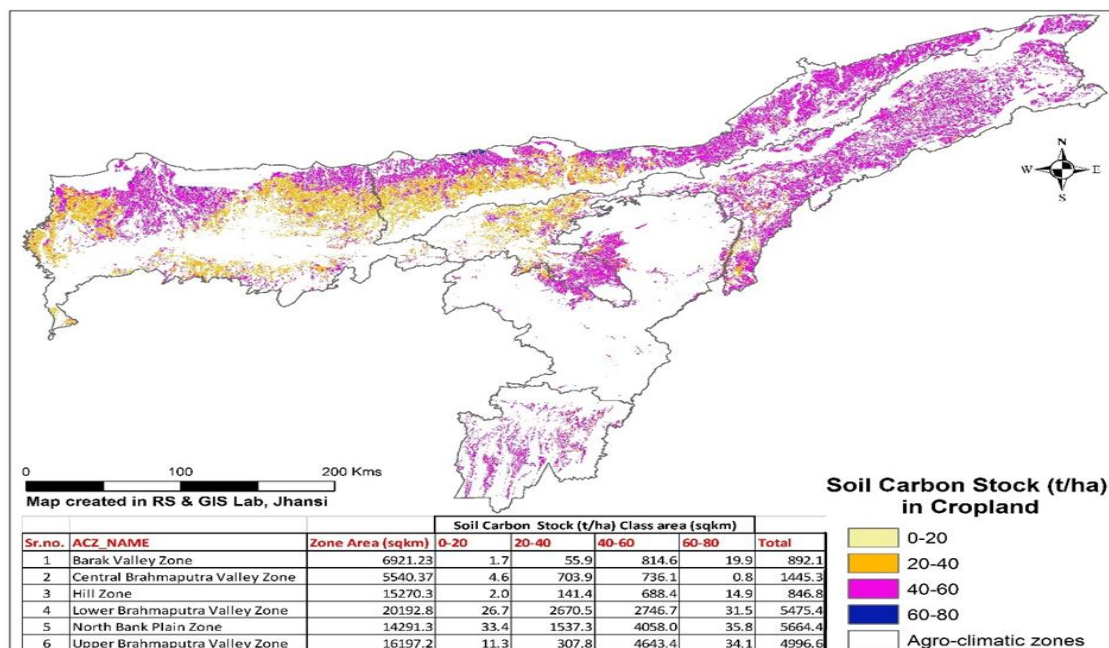 N
W E
S
0 100 200 Kms
Map created in RS & GIS Lab, Jhansi
Soil Carbon Stock (t/ha)
in Cropland
0-20
20-40
40-60
60-80
Agro-climatic zones
Soil Carbon Stock (t/ha) Class area (sqkm)
Sr.no. ACZ_NAME Zone Area (sqkm) 0-20 20-40 40-60 60-80 Total
1 Barak Valley Zone 6921.23 1.7 55.9 814.6 19.9 892.1
2 Central Brahmaputra Valley Zone 5540.37 4.6 703.9 736.1 0.8 1445.3
3 Hill Zone 15270.3 2.0 141.4 688.4 14.9 846.8
4 Lower Brahmaputra Valley Zone 20192.8 26.7 2670.5 2746.7 31.5 5475.4
5 North Bank Plain Zone 14291.3 33.4 1537.3 4058.0 35.8 5664.4
6 Upper Brahmaputra Valley Zone 16197.2 11.3 307.8 4643.4 34.1 4996.6